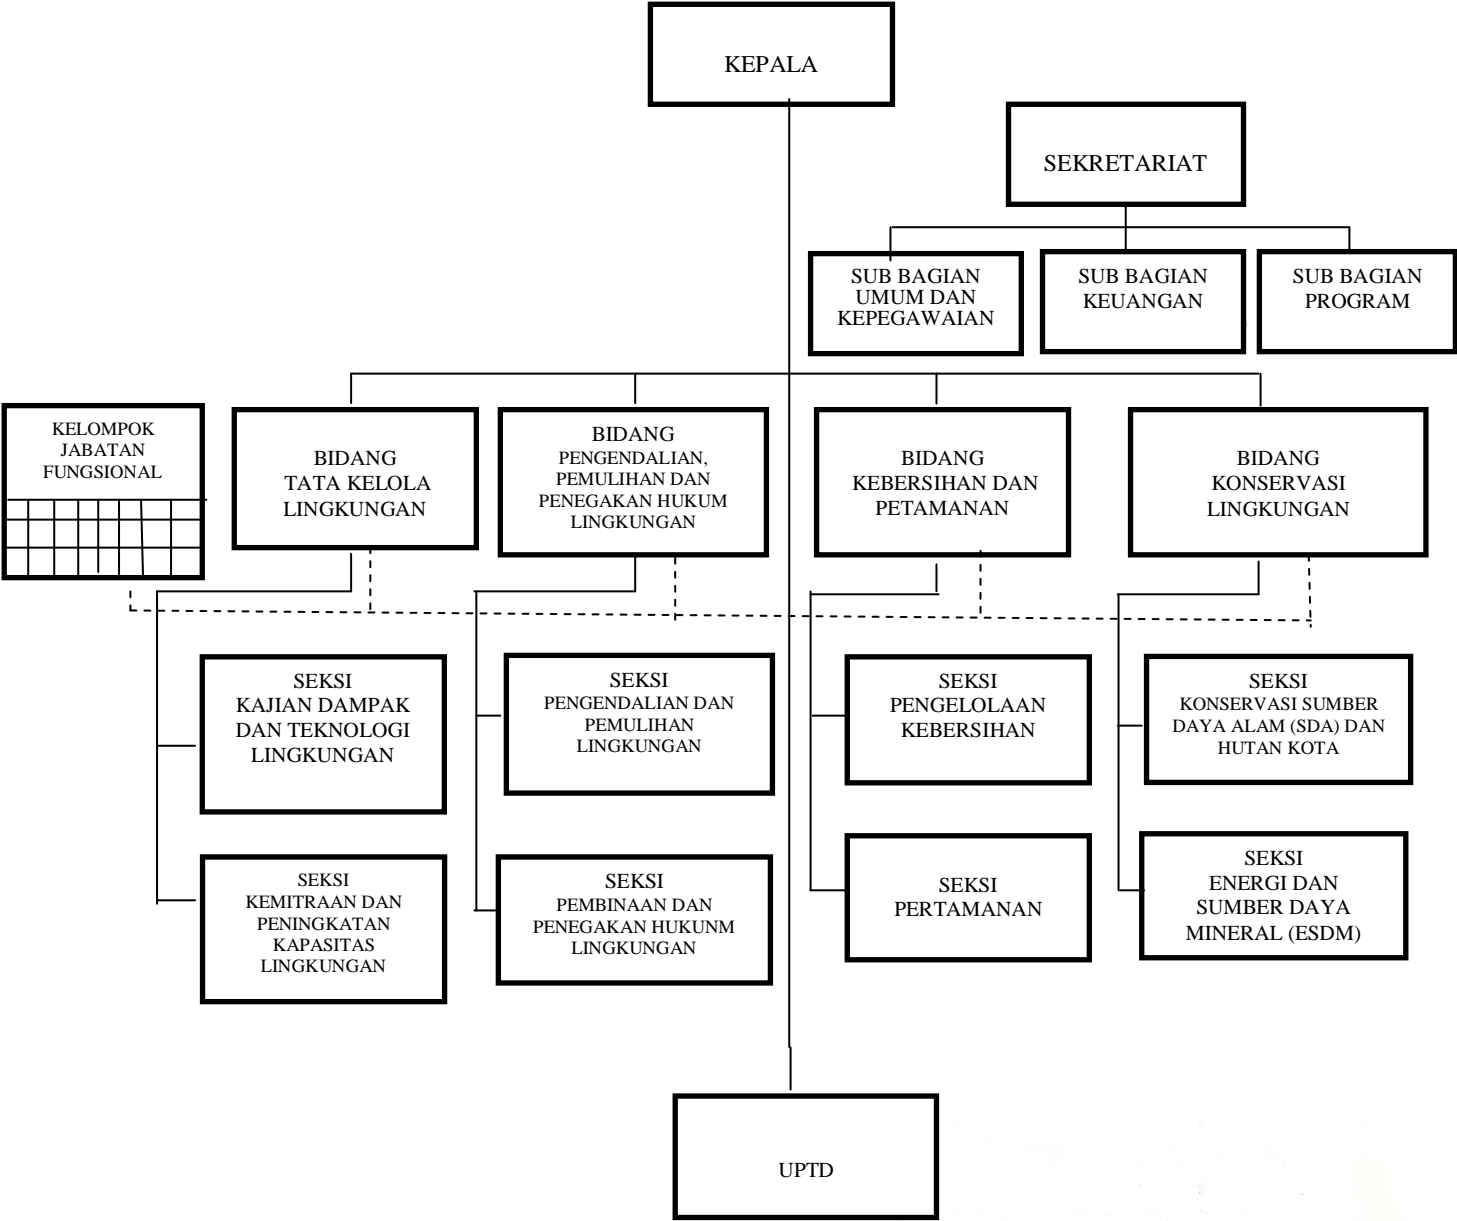 KEPALA
SEKRETARIAT
SUB BAGIAN
UMUM DAN
KEPEGAWAIAN
SUB BAGIAN
KEUANGAN
SUB BAGIAN
PROGRAM
KELOMPOK
JABATAN
FUNGSIONAL
BIDANG
TATA KELOLA
LINGKUNGAN
BIDANG
PENGENDALIAN,
PEMULIHAN DAN
PENEGAKAN HUKUM
LINGKUNGAN
BIDANG
KEBERSIHAN DAN
PETAMANAN
BIDANG
KONSERVASI
LINGKUNGAN
SEKSI
KAJIAN DAMPAK
DAN TEKNOLOGI
LINGKUNGAN
SEKSI
PENGENDALIAN DAN
PEMULIHAN
LINGKUNGAN
SEKSI
PENGELOLAAN
KEBERSIHAN
SEKSI
KONSERVASI SUMBER
DAYA ALAM (SDA) DAN
HUTAN KOTA
SEKSI
KEMITRAAN DAN
PENINGKATAN
KAPASITAS
LINGKUNGAN
SEKSI
PEMBINAAN DAN
PENEGAKAN HUKUNM
LINGKUNGAN
SEKSI
PERTAMANAN
SEKSI
ENERGI DAN
SUMBER DAYA
MINERAL (ESDM)
UPTD